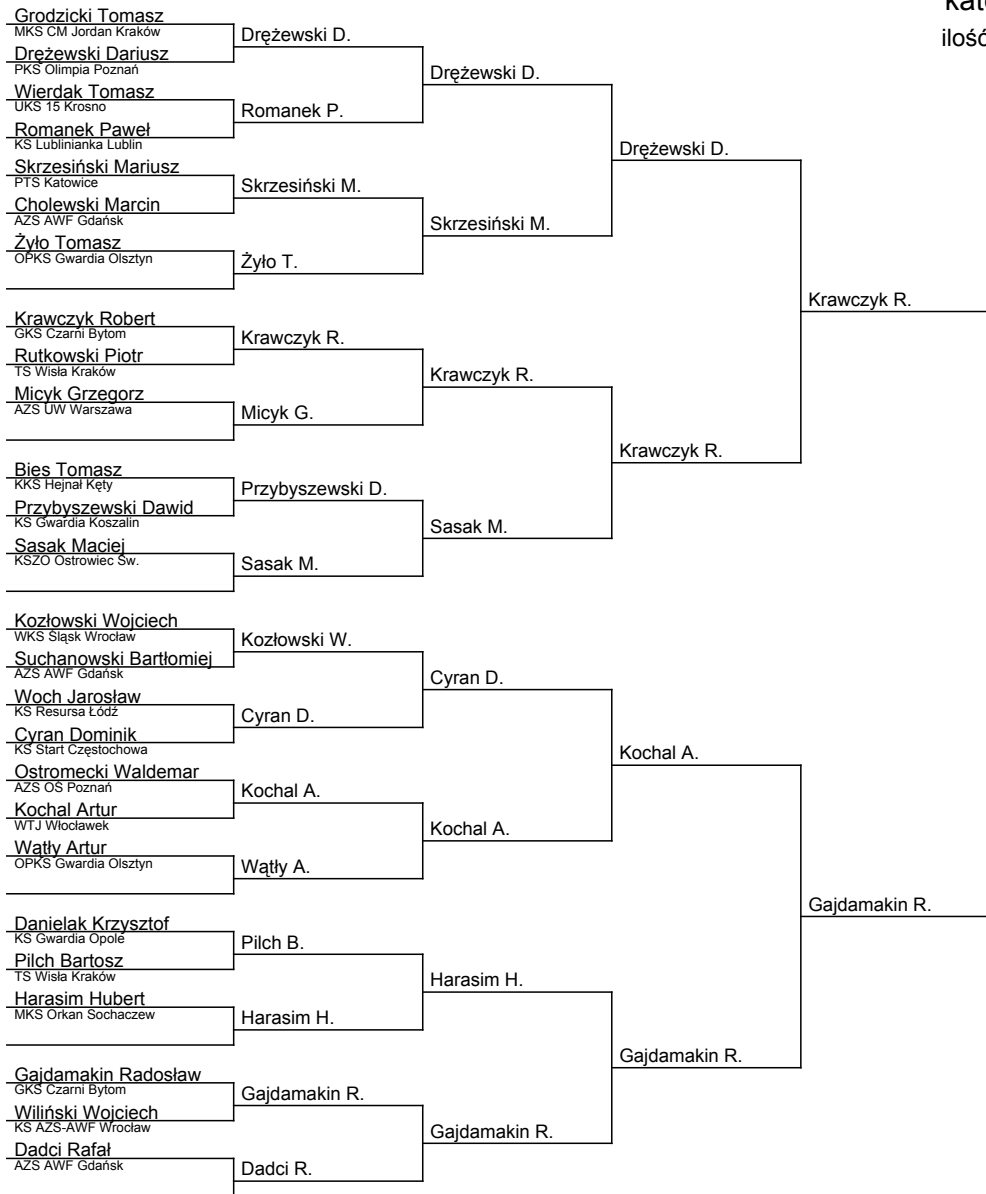 Grodzicki Tomasz
MKS CM Jordan Kraków
Drężewski Dariusz
PKS Olimpia Poznań
Wierdak Tomasz
UKS 15 Krosno
Romanek Paweł
KS Lublinianka Lublin
Skrzesiński Mariusz
PTS Katowice
Cholewski Marcin
AZS AWF Gdańsk
Żyło Tomasz
OPKS Gwardia Olsztyn
Krawczyk Robert
GKS Czarni Bytom
Rutkowski Piotr
TS Wisła Kraków
Micyk Grzegorz
AZS UW Warszawa
Bies Tomasz
KKS Hejnał Kęty
Przybyszewski Dawid
KS Gwardia Koszalin
Sasak Maciej
KSZO Ostrowiec Św.
Kozłowski Wojciech
WKS Śląsk Wrocław
Suchanowski Bartłomiej
AZS AWF Gdańsk
Woch Jarosław
KS Resursa Łódź
Cyran Dominik
KS Start Częstochowa
Ostromecki Waldemar
AZS OŚ Poznań
Kochal Artur
WTJ Włocławek
Wątły Artur
OPKS Gwardia Olsztyn
Danielak Krzysztof
KS Gwardia Opole
Pilch Bartosz
TS Wisła Kraków
Harasim Hubert
MKS Orkan Sochaczew
Gajdamakin Radosław
GKS Czarni Bytom
Wiliński Wojciech
KS AZS-AWF Wrocław
Dadci Rafał
AZS AWF Gdańsk
Drężewski D.
Romanek P.
Skrzesiński M.
Żyło T.
Krawczyk R.
Micyk G.
Przybyszewski D.
Sasak M.
Kozłowski W.
Cyran D.
Kochal A.
Wątły A.
Pilch B.
Harasim H.
Gajdamakin R.
Dadci R.
Drężewski D.
Skrzesiński M.
Krawczyk R.
Sasak M.
Cyran D.
Kochal A.
Harasim H.
Gajdamakin R.
Drężewski D.
Krawczyk R.
Kochal A.
Gajdamakin R.
Krawczyk R.
Gajdamakin R.